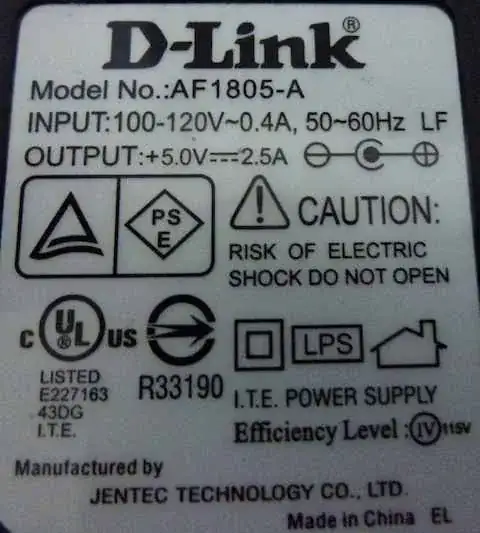 D-Link®
Model No.:AF1805-A
INPUT:100-120V~0.4A, 50~60Hz LF
OUTPUT:+5.0V⎓2.5A
PS
E
CAUTION:
RISK OF ELECTRIC
SHOCK DO NOT OPEN
C UL® US
LISTED
E227163
43DG
I.T.E.
R33190
LPS
I.T.E. POWER SUPPLY
Efficiency Level :IV 115V
Manufactured by
JENTEC TECHNOLOGY CO., LTD.
Made in China EL